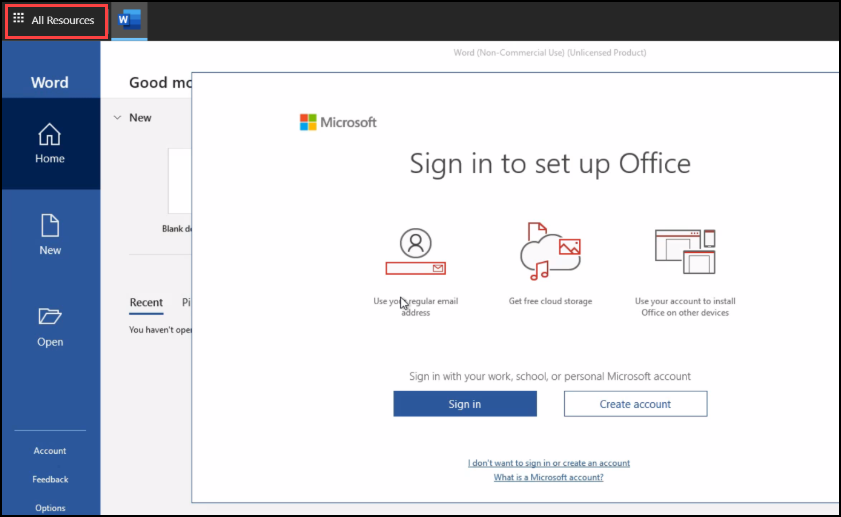 All Resources
Word (Non-Commercial Use) (Unlicensed Product)
Word
Good mo
Home
New
Blank d
New
Open
Recent Pi
You haven't ope
Account
Feedback
Options
Microsoft
Sign in to set up Office
Use your regular email
address
Get free cloud storage
Use your account to install
Office on other devices
Sign in with your work, school, or personal Microsoft account
Sign in
Create account
I don't want to sign in or create an account
What is a Microsoft account?